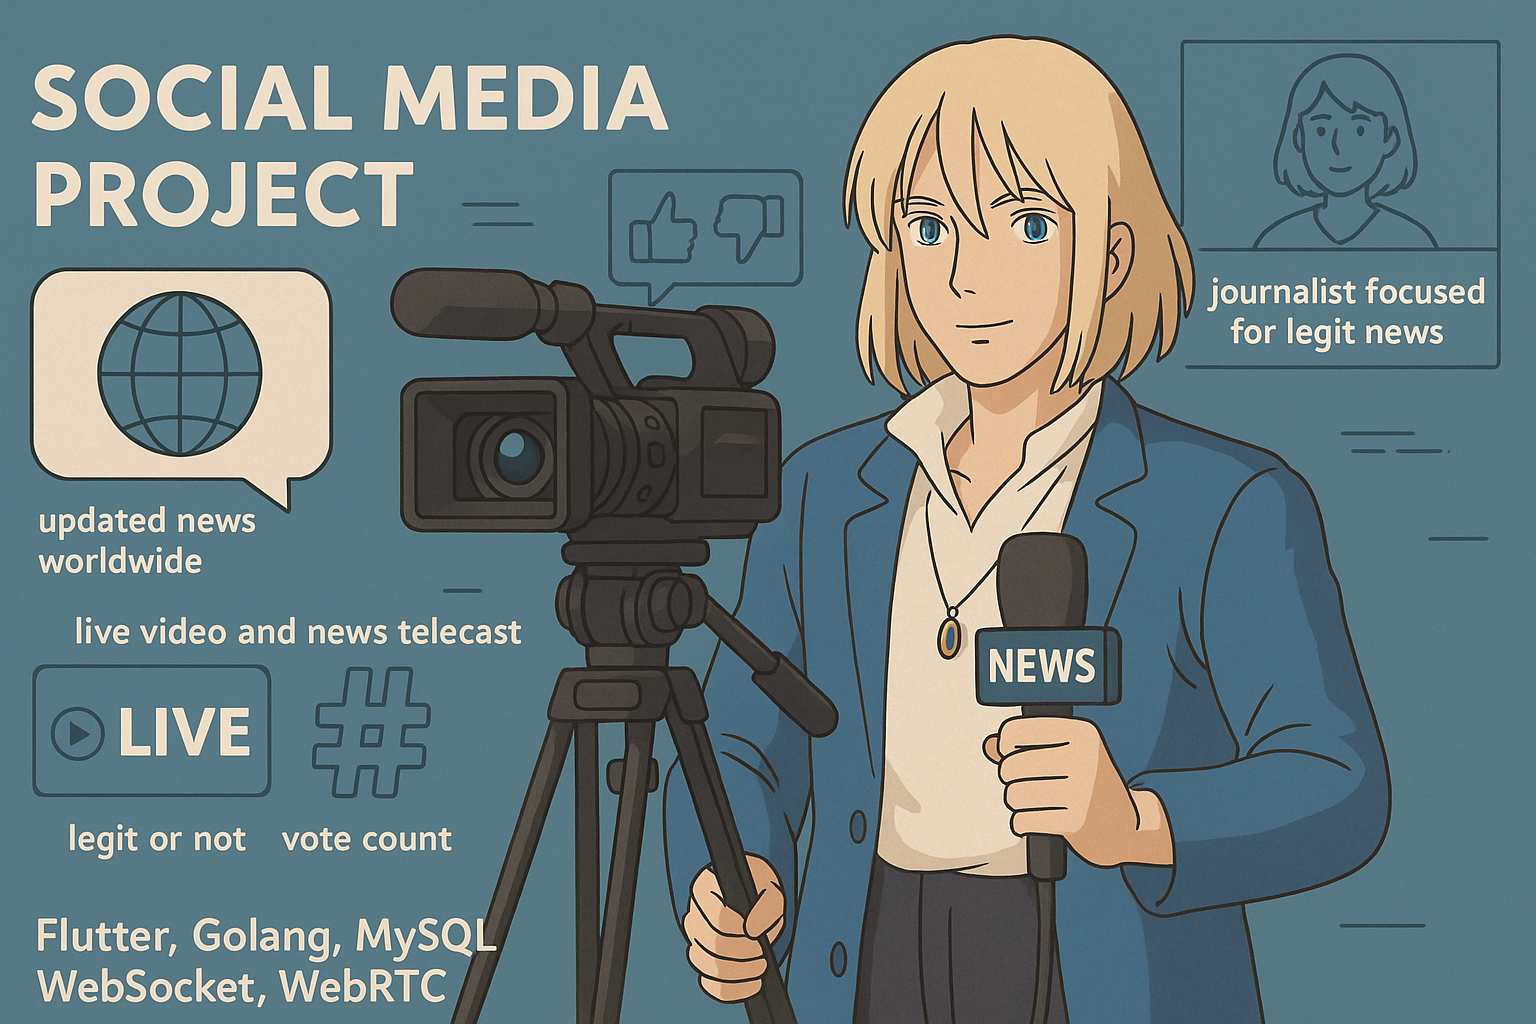 SOCIAL MEDIA
PROJECT
updated news
worldwide
live video and news telecast
LIVE
legit or not
vote count
Flutter, Golang, MySQL
WebSocket, WebRTC
NEWS
journalist focused
for legit news